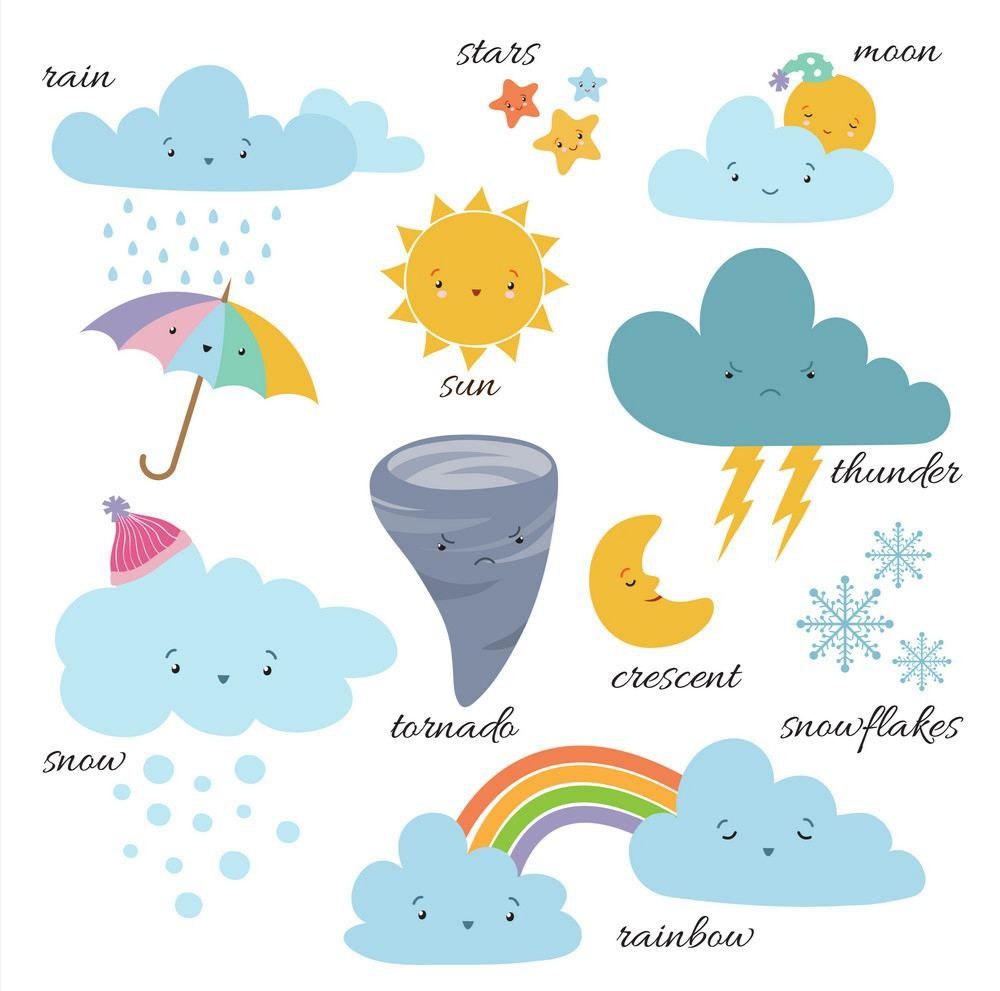 rain
stars
moon
sun
thunder
crescent
tornado
snowflakes
snow
rainbow